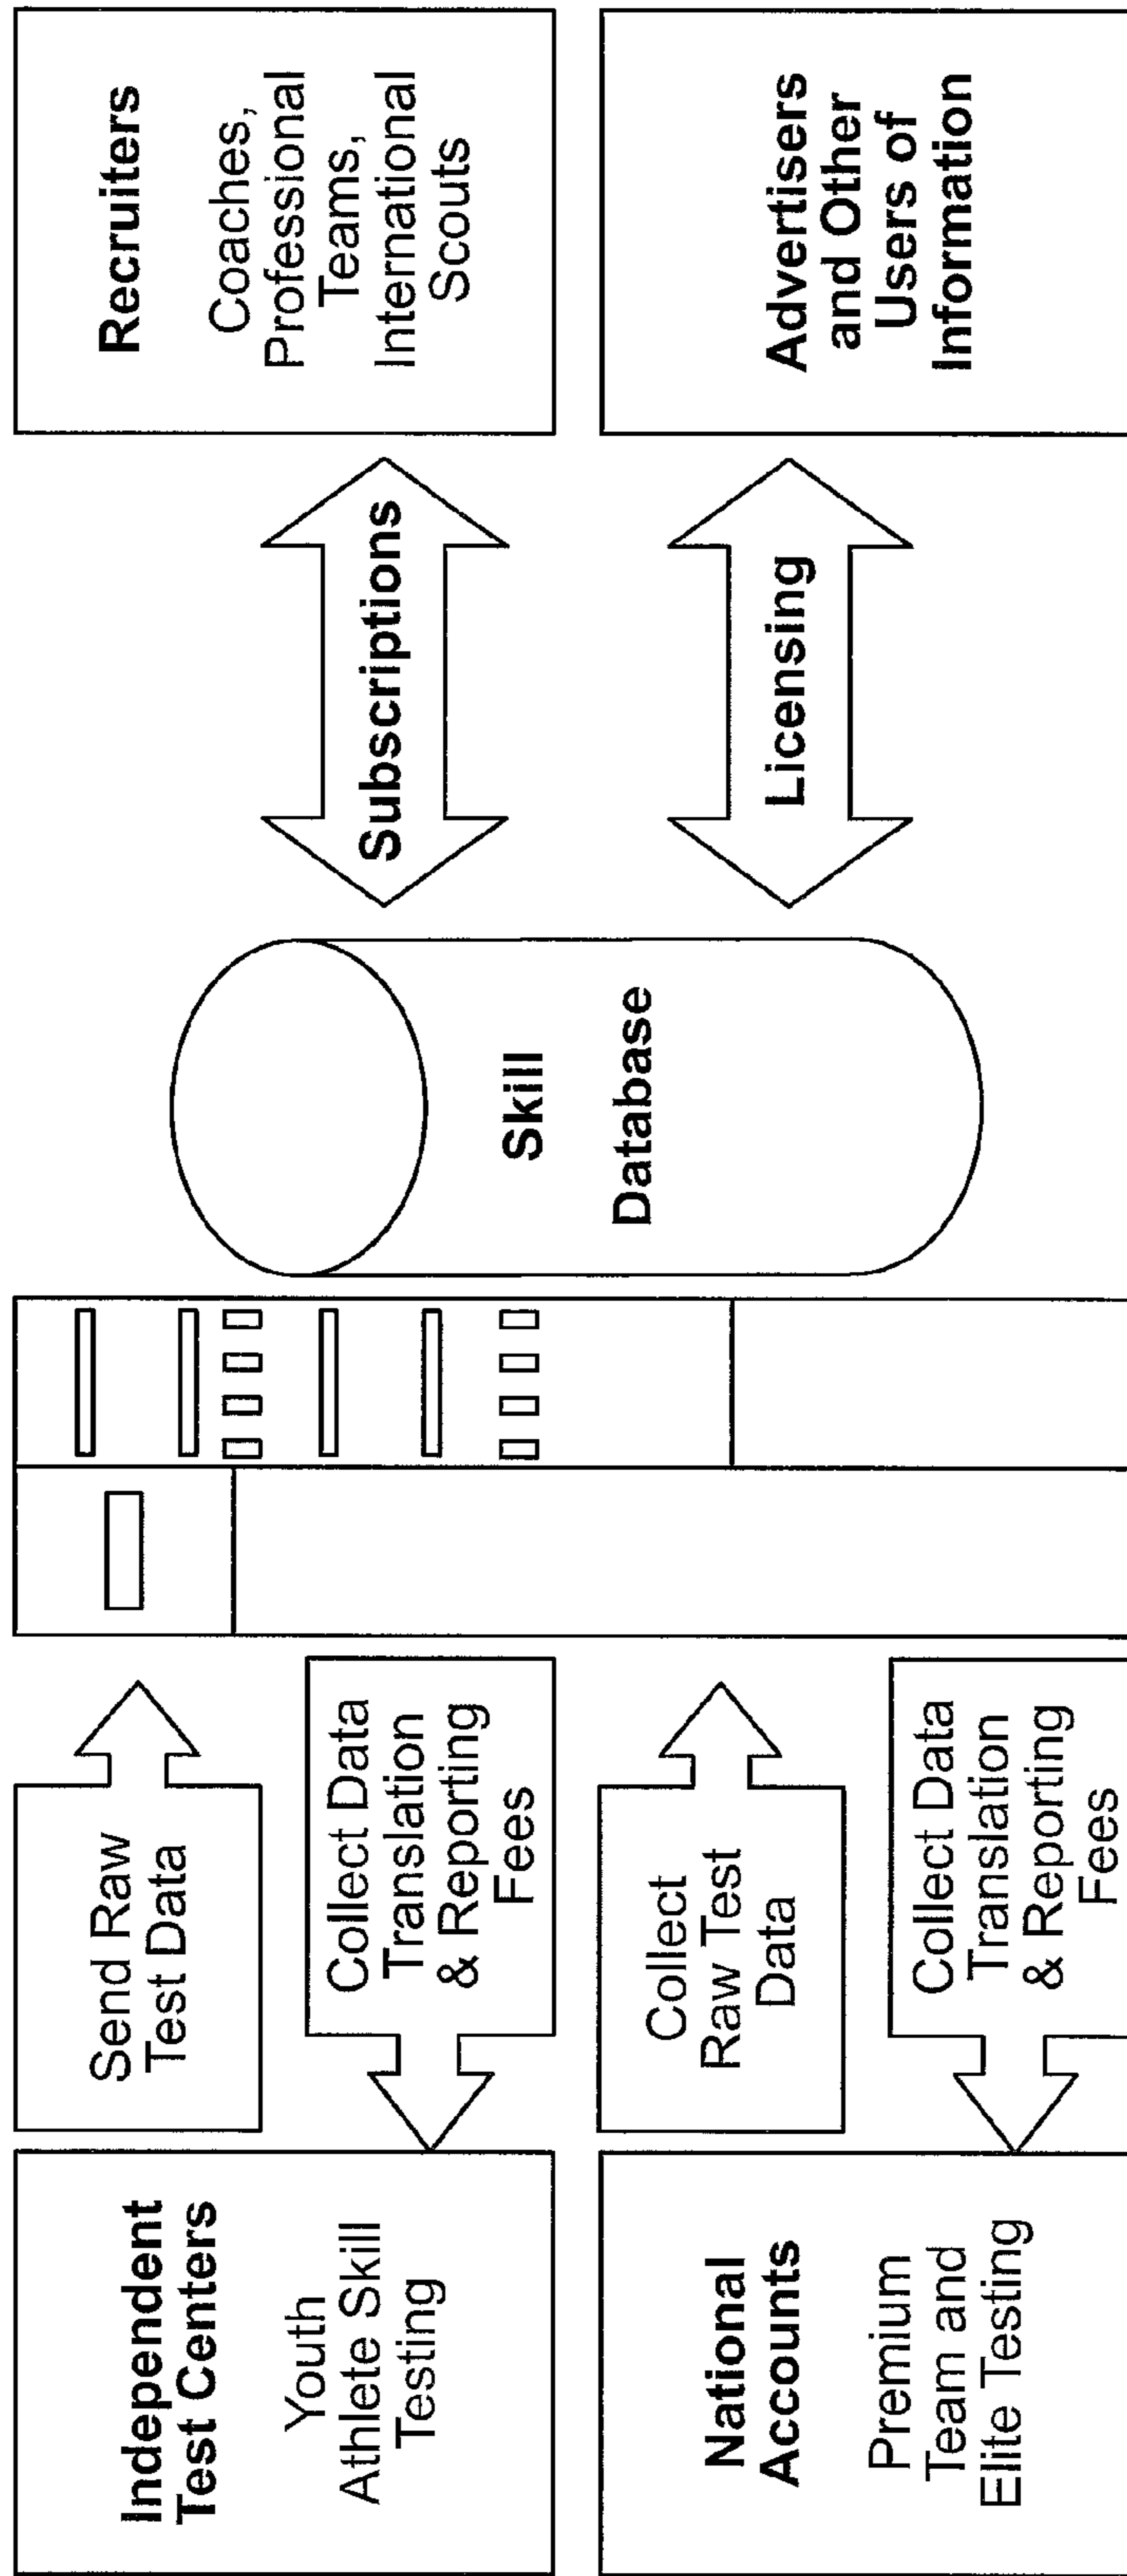 Independent
Test Centers
Youth
Athlete Skill
Testing
Send Raw
Test Data
Collect Data
Translation
& Reporting
Fees
National
Accounts
Premium
Team and
Elite Testing
Collect
Raw Test
Data
Collect Data
Translation
& Reporting
Fees
Skill
Database
Subscriptions
Licensing
Recruiters
Coaches,
Professional
Teams,
International
Scouts
Advertisers
and Other
Users of
Information